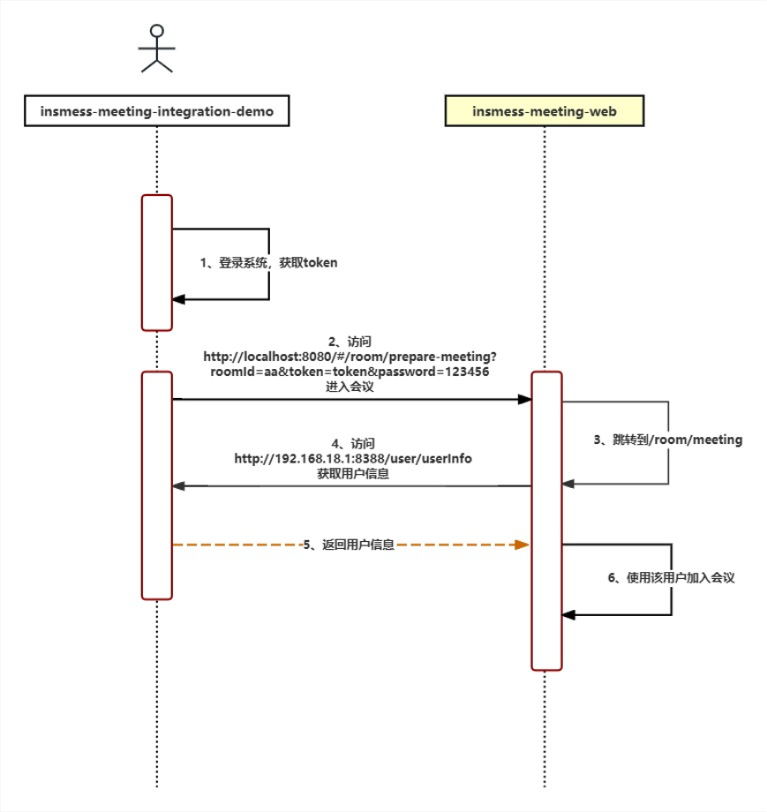 insmess-meeting-integration-demo
insmess-meeting-web
1、登录系统，获取token
2、访问
http://localhost:8080/#/room/prepare-meeting?
roomId=aa&token=token&password=123456
进入会议
3、跳转到/room/meeting
4、访问
http://192.168.18.1:8388/user/userInfo
获取用户信息
5、返回用户信息
6、使用该用户加入会议